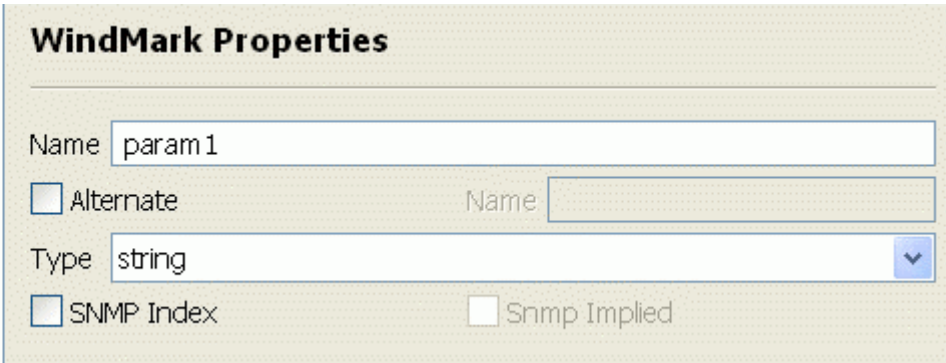 WindMark Properties
Name param1
Alternate Name
Type string
SNMP Index Snmp Implied